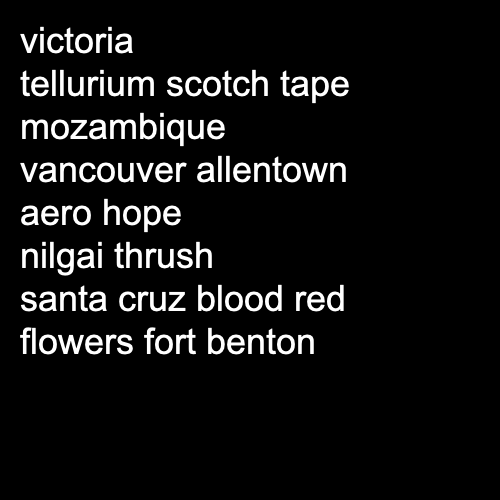 victoria
tellurium scotch tape
mozambique
vancouver allentown
aero hope
nilgai thrush
santa cruz blood red
flowers fort benton